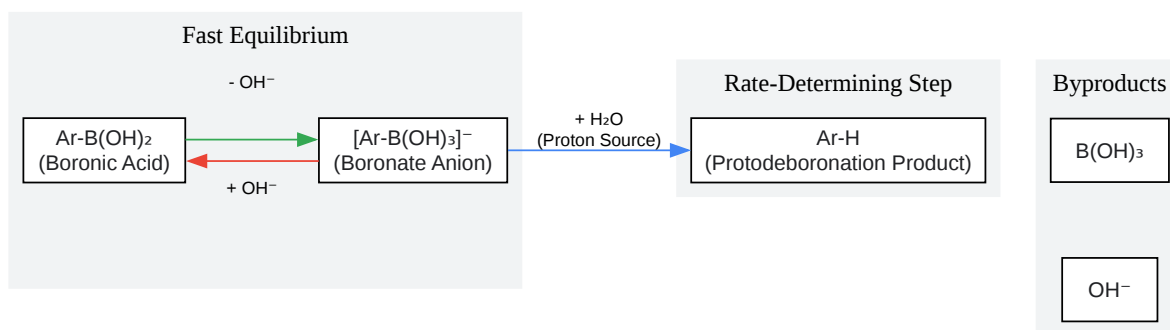 Fast Equilibrium
- OH⁻
Ar-B(OH)₂
(Boronic Acid)
[Ar-B(OH)₃]⁻
(Boronate Anion)
+ OH⁻
+ H₂O
(Proton Source)
Rate-Determining Step
Ar-H
(Protodeboronation Product)
Byproducts
B(OH)₃
OH⁻